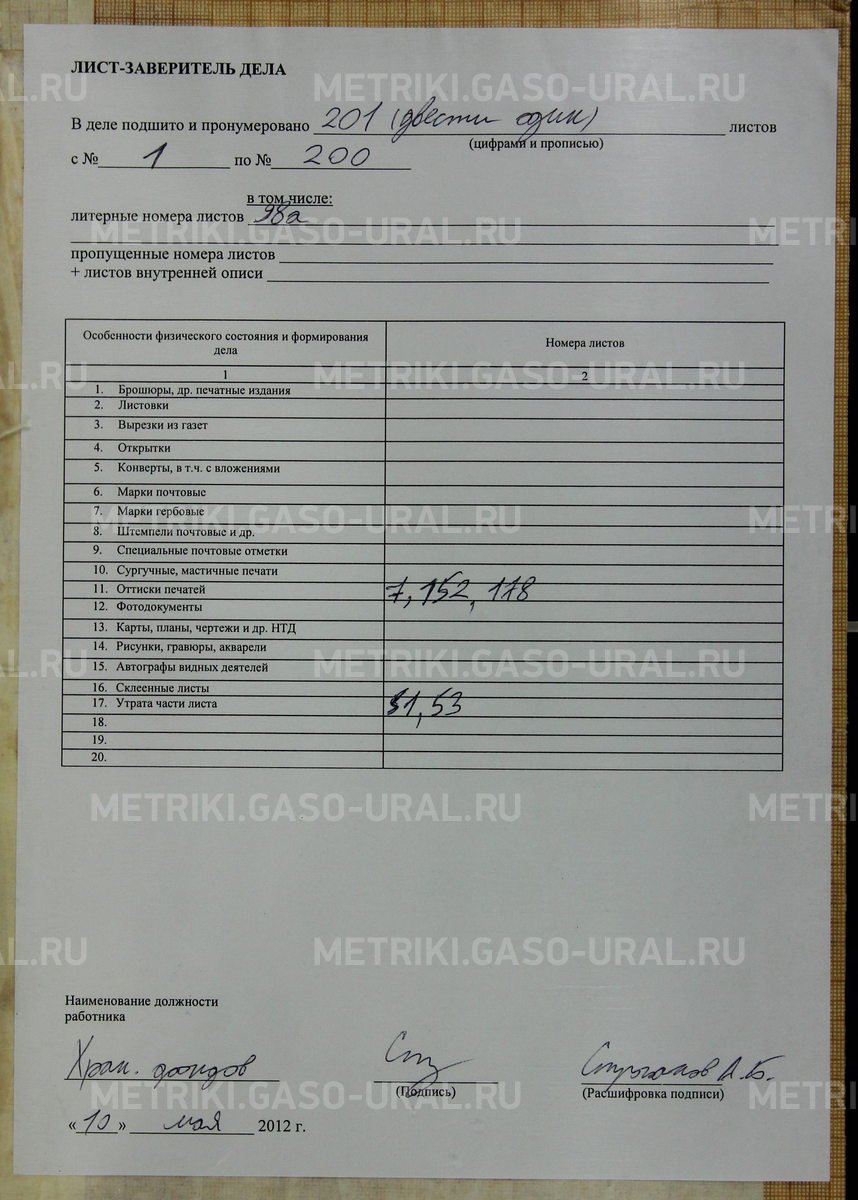 ЛИСТ-ЗАВЕРИТЕЛЬ ДЕЛА
METRIKI.GASO-URAL.RU
В деле подшито и пронумеровано 201 (двести один) листов
(цифрами и прописью)
с № 1 по № 200
в том числе:
литерные номера листов 98а
METRIKI.GASO-URAL.RU
пропущенные номера листов
+ листов внутренней описи
Особенности физического состояния и формирования дела Номера листов
METRIKI.GASO-URAL.RU
1 2
1. Брошюры, др. печатные издания
2. Листовки
3. Вырезки из газет
4. Открытки
5. Конверты, в т.ч. с вложениями
6. Марки почтовые
7. Марки гербовые
METRIKI.GASO-URAL.RU
8. Штемпели почтовые и др.
9. Специальные почтовые отметки
10. Сургучные, мастичные печати
11. Оттиски печатей 7, 152, 178
12. Фотодокументы
13. Карты, планы, чертежи и др. НТД
14. Рисунки, гравюры, акварели
METRIKI.GASO-URAL.RU
15. Автографы видных деятелей
16. Склеенные листы
17. Утрата части листа 51, 53
18.
19.
20.
METRIKI.GASO-URAL.RU
METRIKI.GASO-URAL.RU
Наименование должности
работника
Хран. фондов А.Б.
(Подпись) (Расшифровка подписи)
METRIKI.GASO-URAL.RU
«10» мая 2012 г.